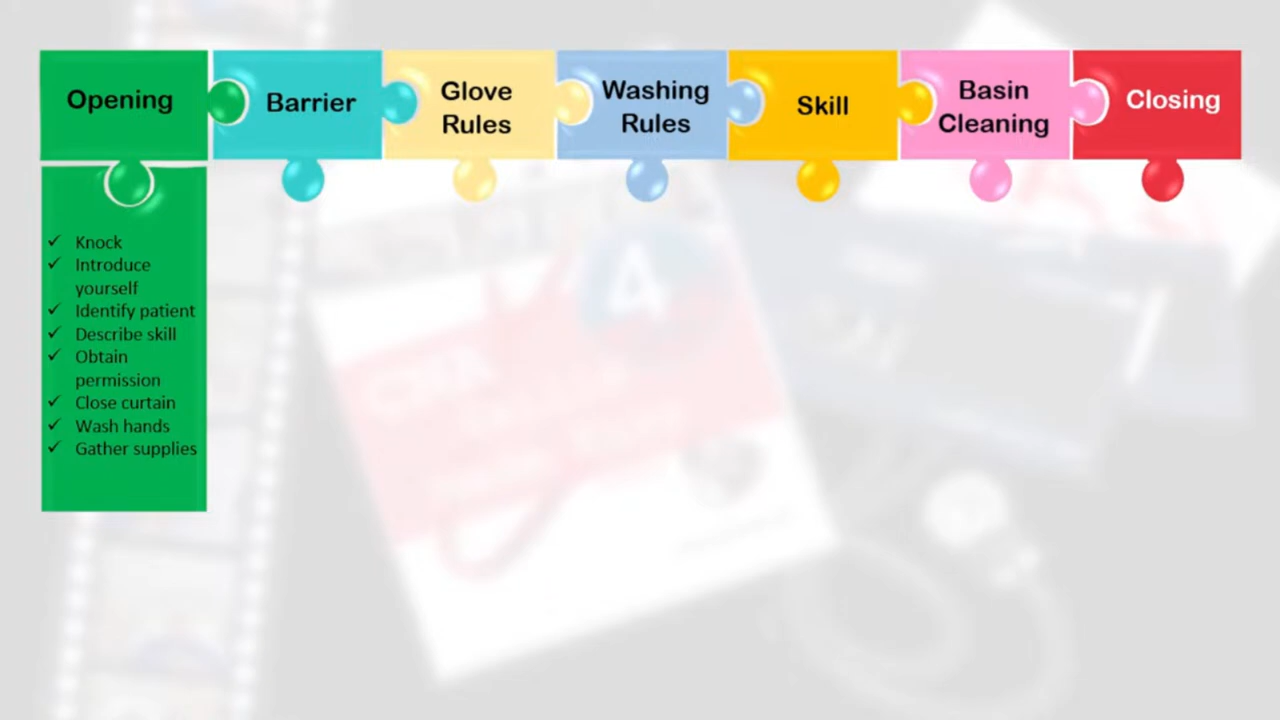 Opening
Barrier
Glove
Rules
Washing
Rules
Skill
Basin
Cleaning
Closing
✓ Knock
✓ Introduce
yourself
✓ Identify patient
✓ Describe skill
✓ Obtain
permission
✓ Close curtain
✓ Wash hands
✓ Gather supplies